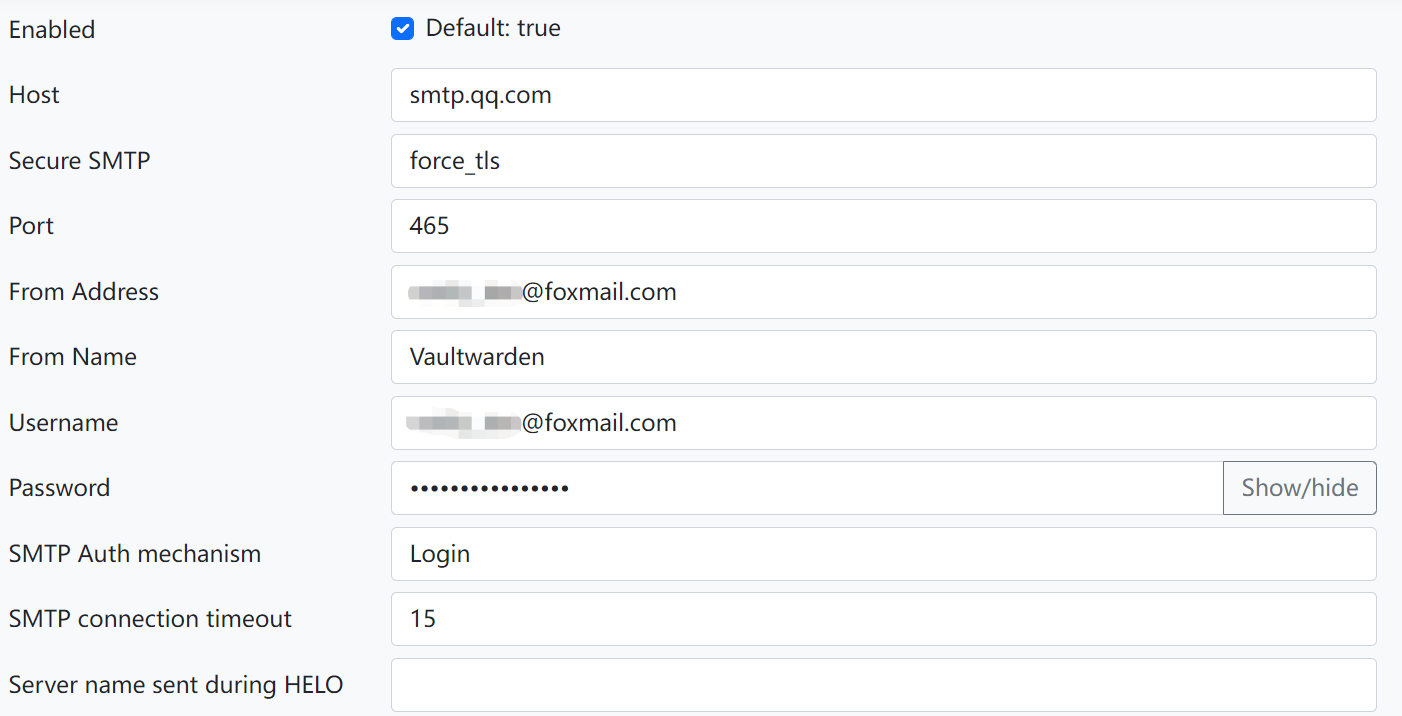 Enabled Default: true
Host smtp.qq.com
Secure SMTP force_tls
Port 465
From Address @foxmail.com
From Name Vaultwarden
Username @foxmail.com
Password •••••••••••••••• Show/hide
SMTP Auth mechanism Login
SMTP connection timeout 15
Server name sent during HELO